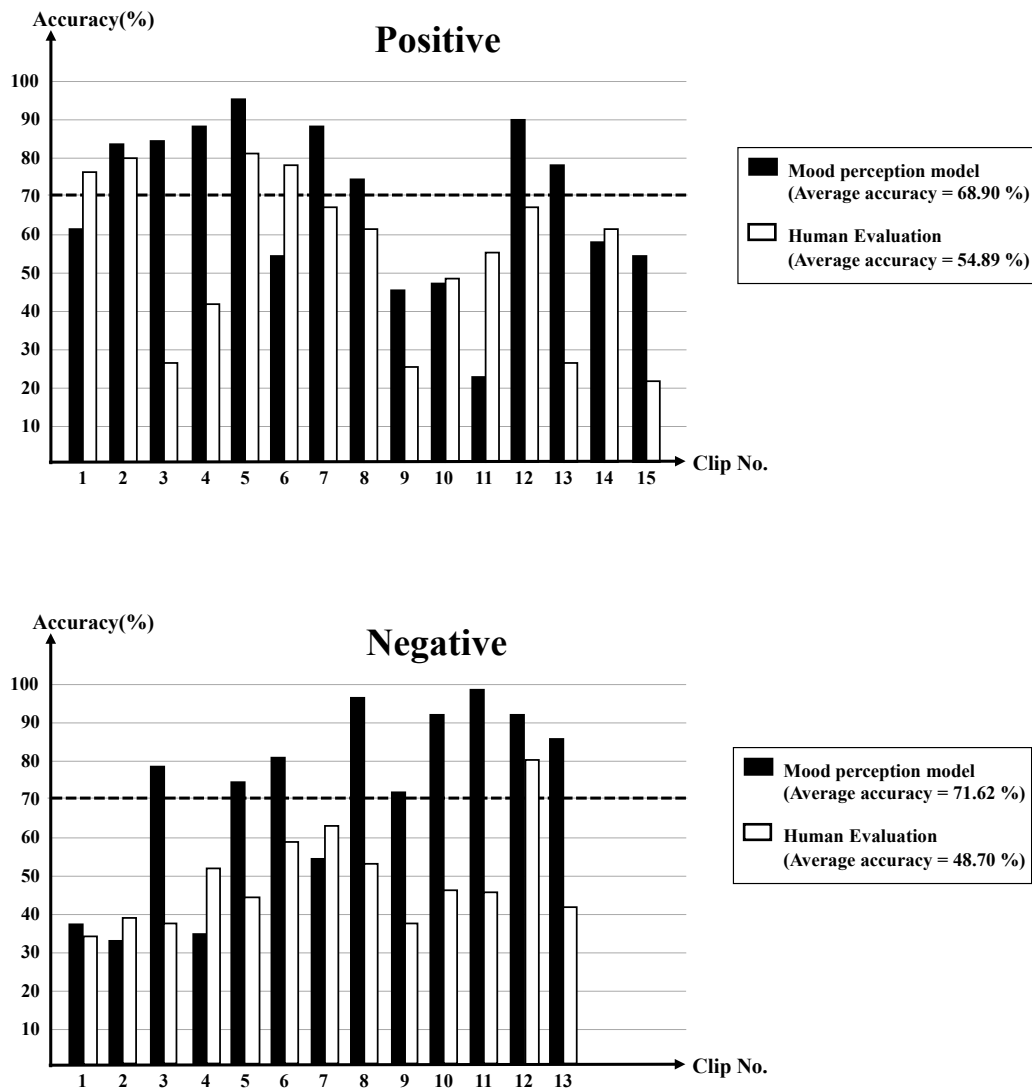 Accuracy(%)
Positive
100
90
80
70
60
50
40
30
20
10
1 2 3 4 5 6 7 8 9 10 11 12 13 14 15
Clip No.
Mood perception model
(Average accuracy = 68.90 %)
Human Evaluation
(Average accuracy = 54.89 %)
Accuracy(%)
Negative
100
90
80
70
60
50
40
30
20
10
1 2 3 4 5 6 7 8 9 10 11 12 13
Clip No.
Mood perception model
(Average accuracy = 71.62 %)
Human Evaluation
(Average accuracy = 48.70 %)